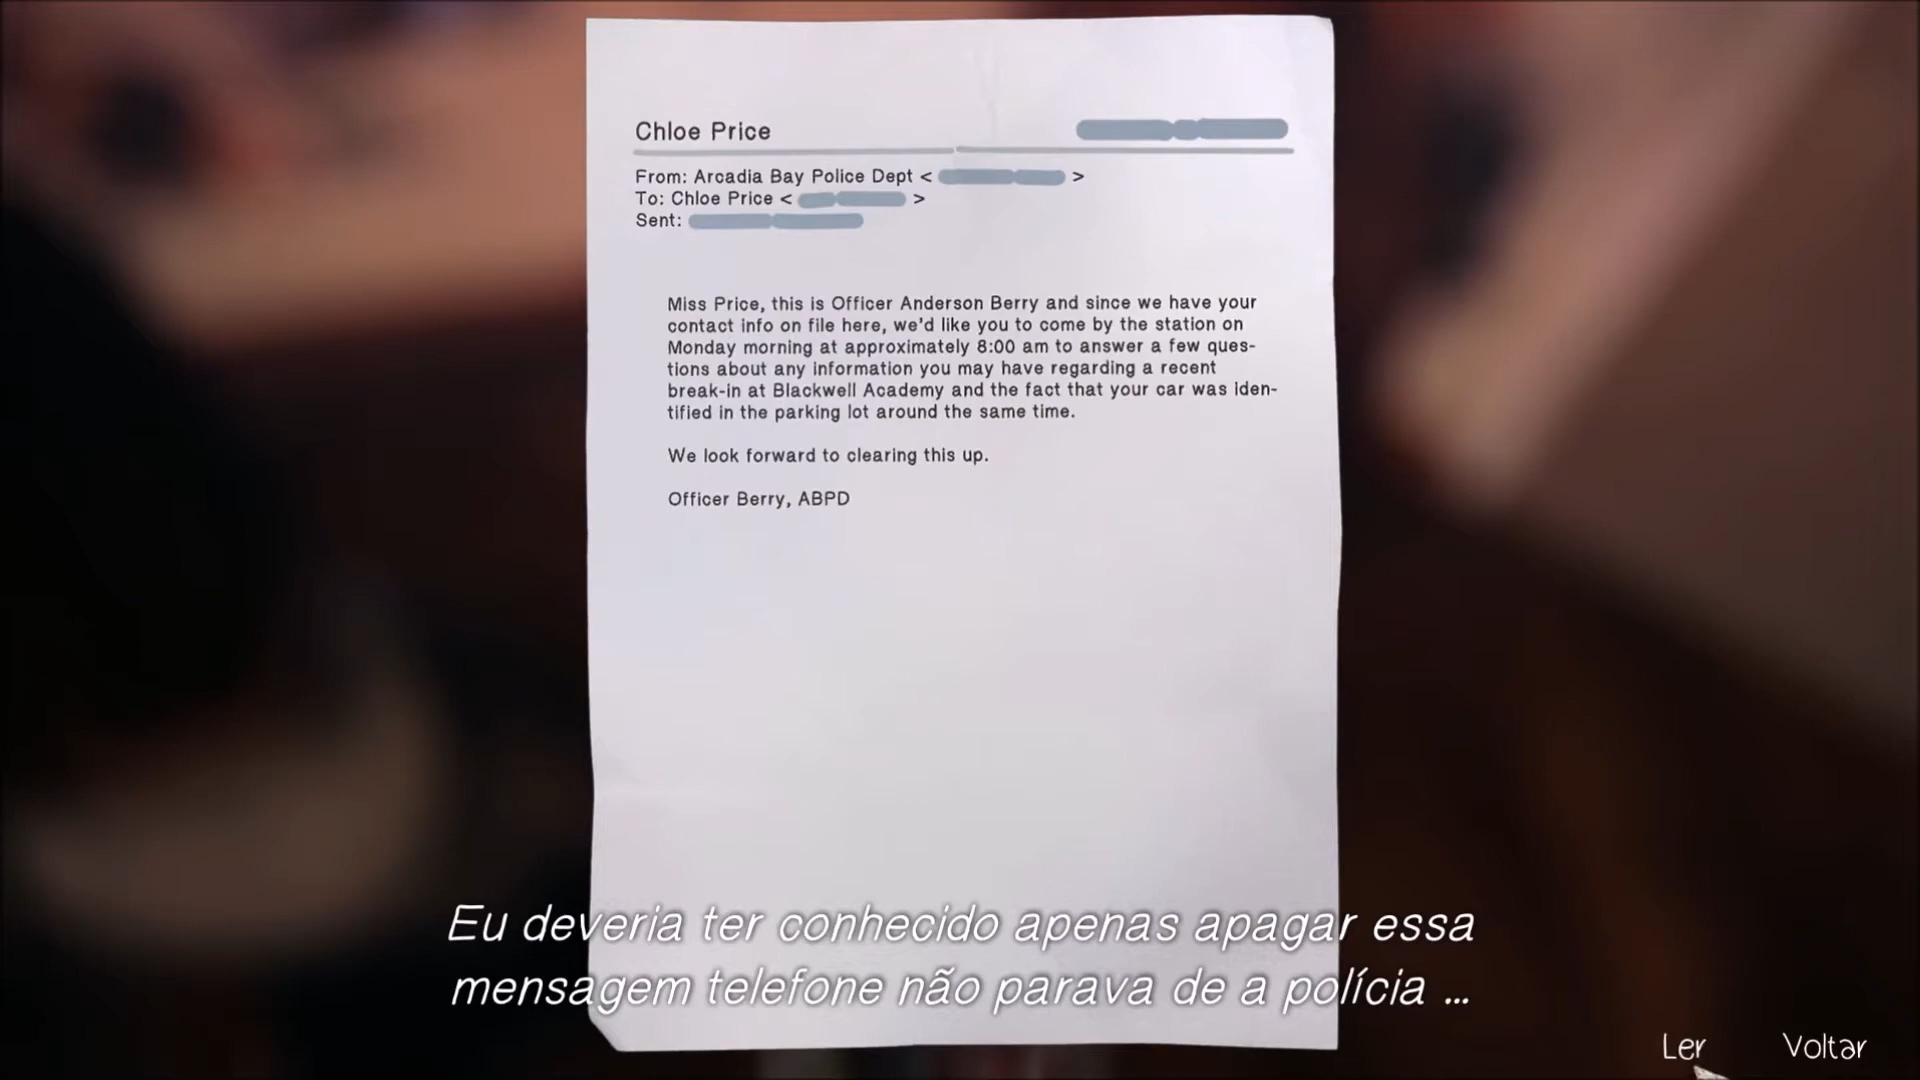 Chloe Price
From: Arcadia Bay Police Dept < >
To: Chloe Price < >
Sent:
Miss Price, this is Officer Anderson Berry and since we have your
contact info on file here, we'd like you to come by the station on
Monday morning at approximately 8:00 am to answer a few ques-
tions about any information you may have regarding a recent
break-in at Blackwell Academy and the fact that your car was iden-
tified in the parking lot around the same time.
We look forward to clearing this up.
Officer Berry, ABPD
Eu deveria ter conhecido apenas apagar essa
mensagem telefone não parava de a polícia ...
Ler Voltar